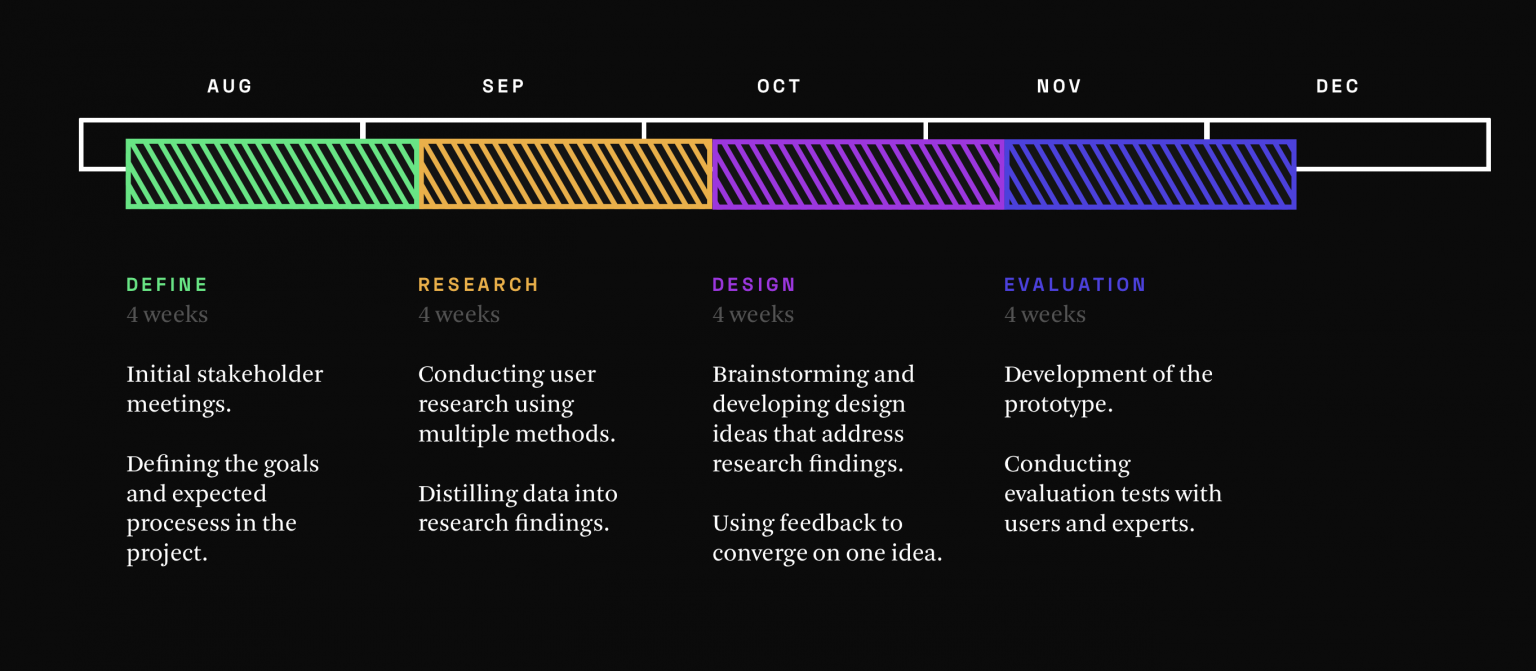 AUG
SEP
OCT
NOV
DEC
DEFINE
4 weeks
Initial stakeholder
meetings.
Defining the goals
and expected
procesess in the
project.
RESEARCH
4 weeks
Conducting user
research using
multiple methods.
Distilling data into
research findings.
DESIGN
4 weeks
Brainstorming and
developing design
ideas that address
research findings.
Using feedback to
converge on one idea.
EVALUATION
4 weeks
Development of the
prototype.
Conducting
evaluation tests with
users and experts.